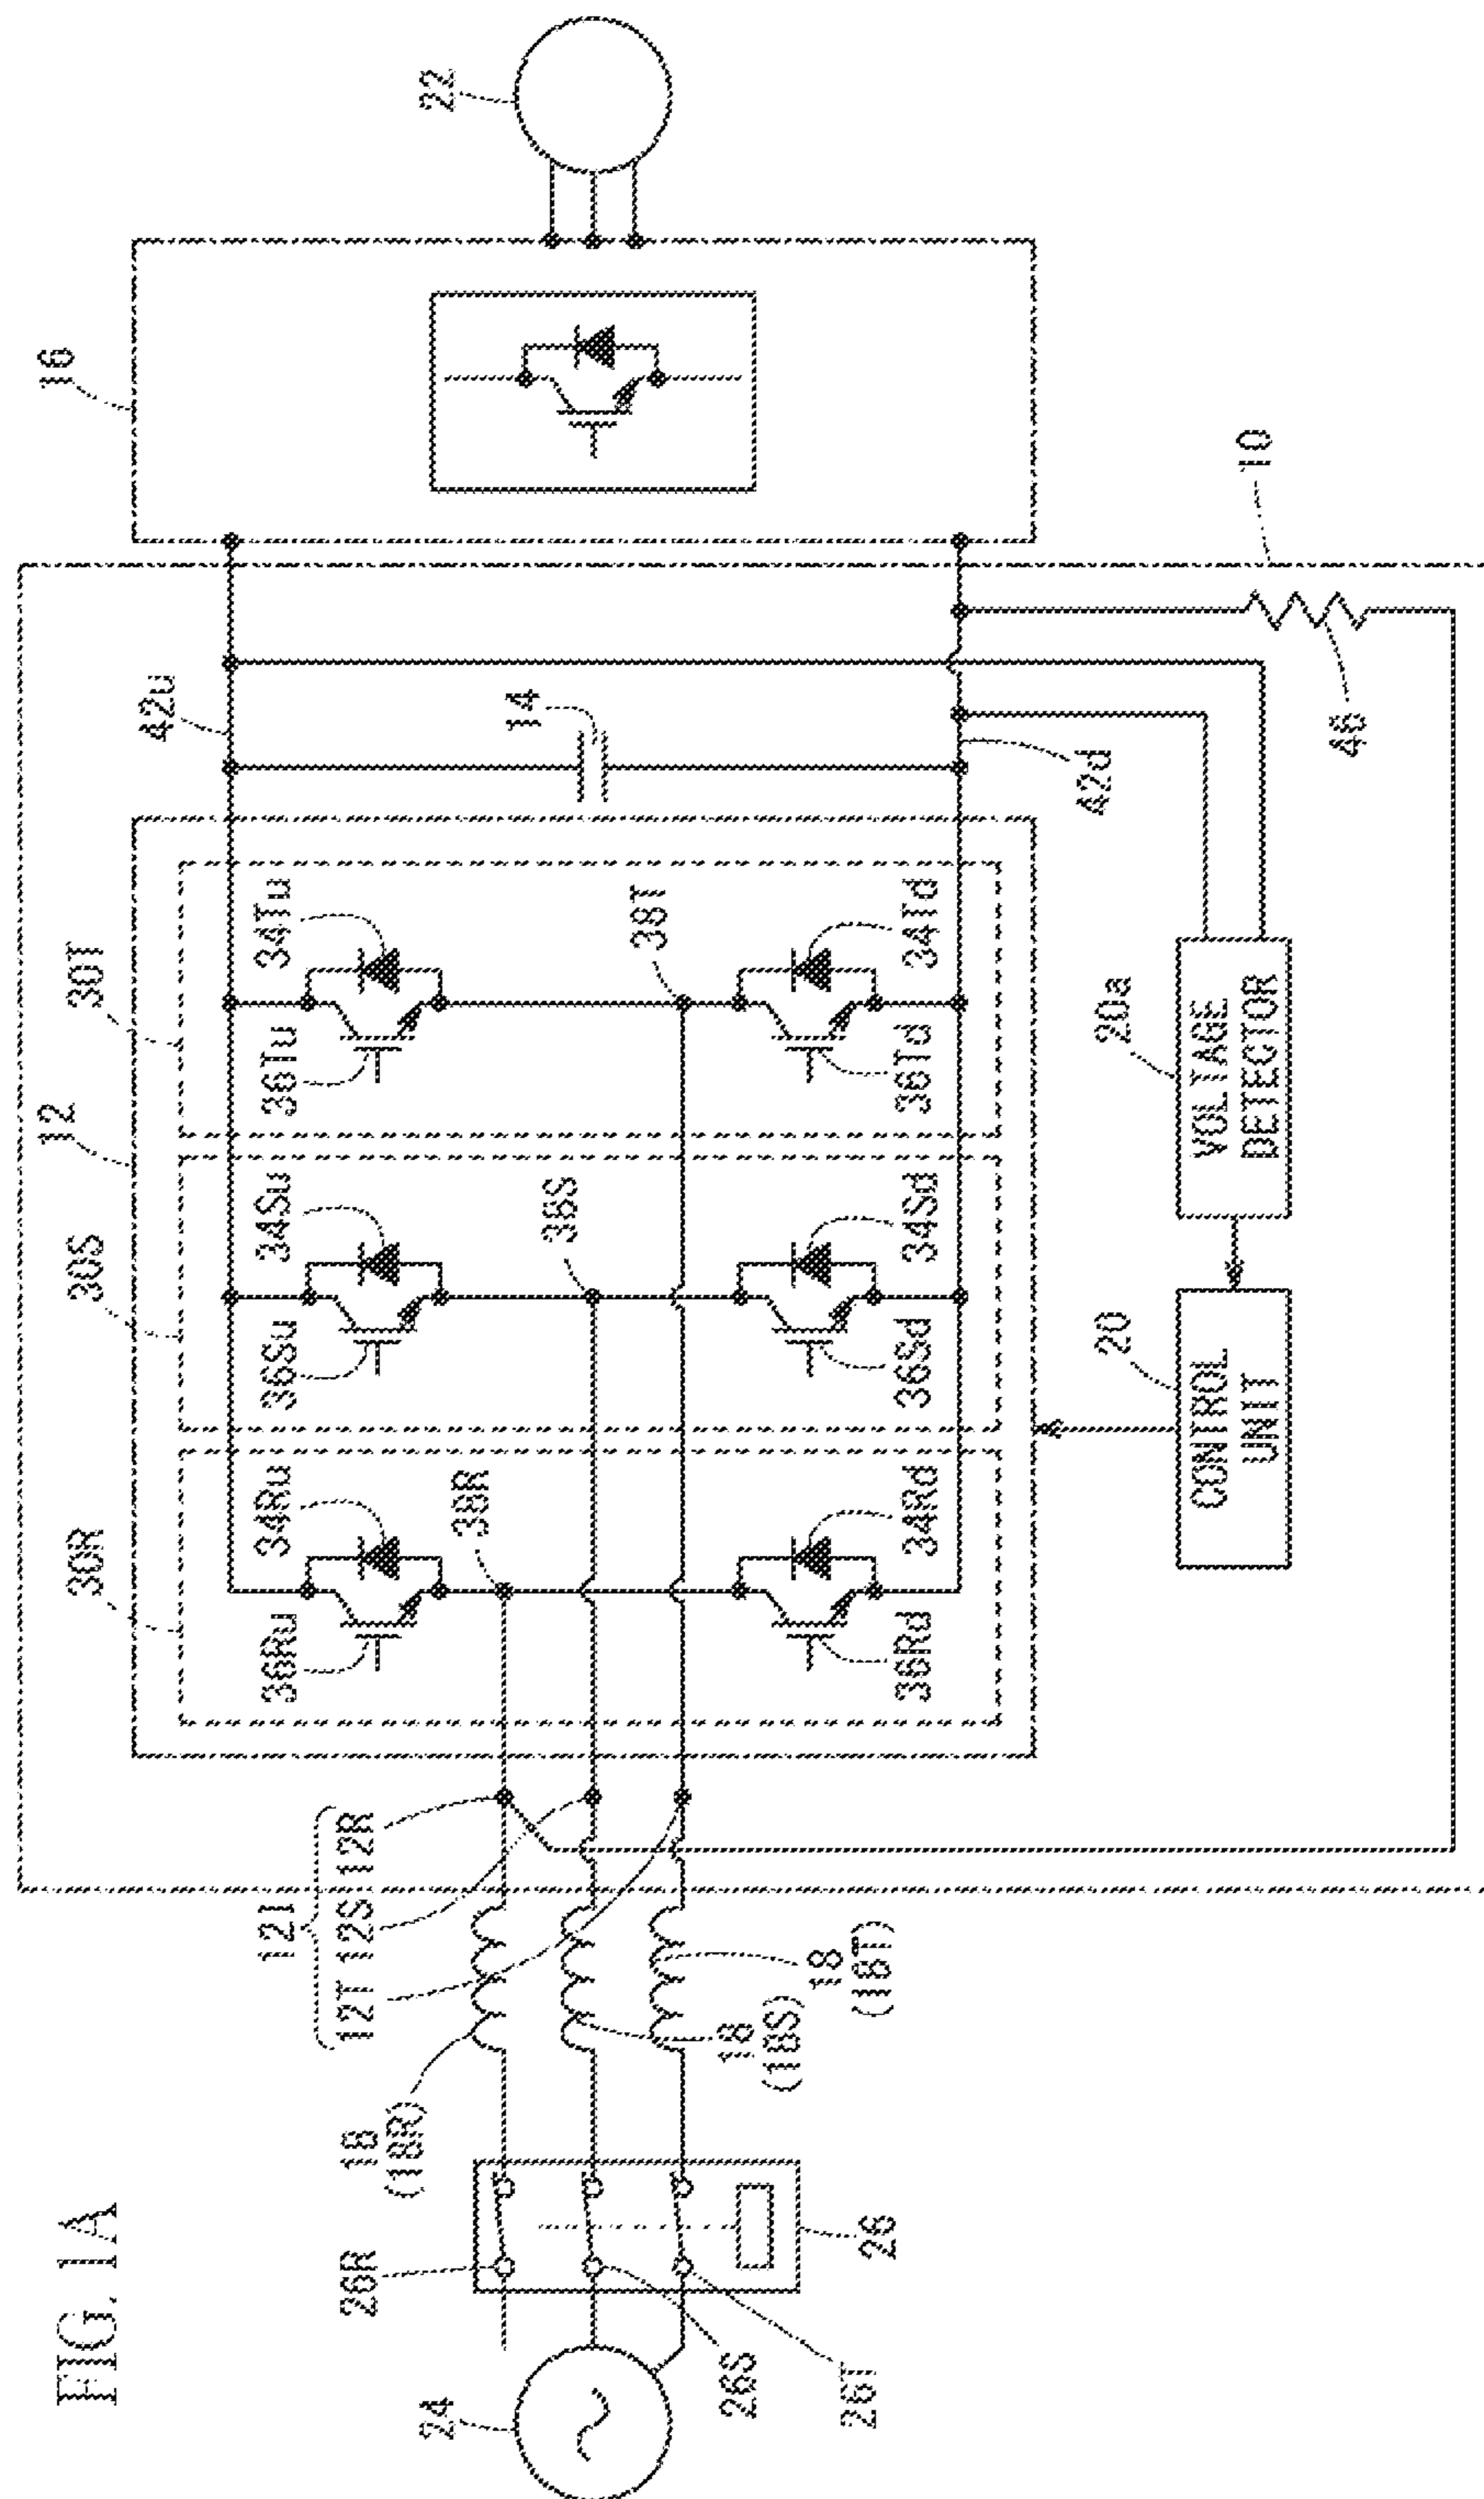 FIG. 1A
10
12
30R
30S
30T
16
42u
36Ru
34Ru
36Su
34Su
36Tu
34Tu
12I
12T 12S 12R
26R
18
(18R)
24
22
38R
38S
38T
14
18
(18S)
18
(18T)
26S
26T
26
36Rd
34Rd
36Sd
34Sd
36Td
34Td
42d
20
20a
CONTROL
UNIT
VOLTAGE
DETECTOR
48